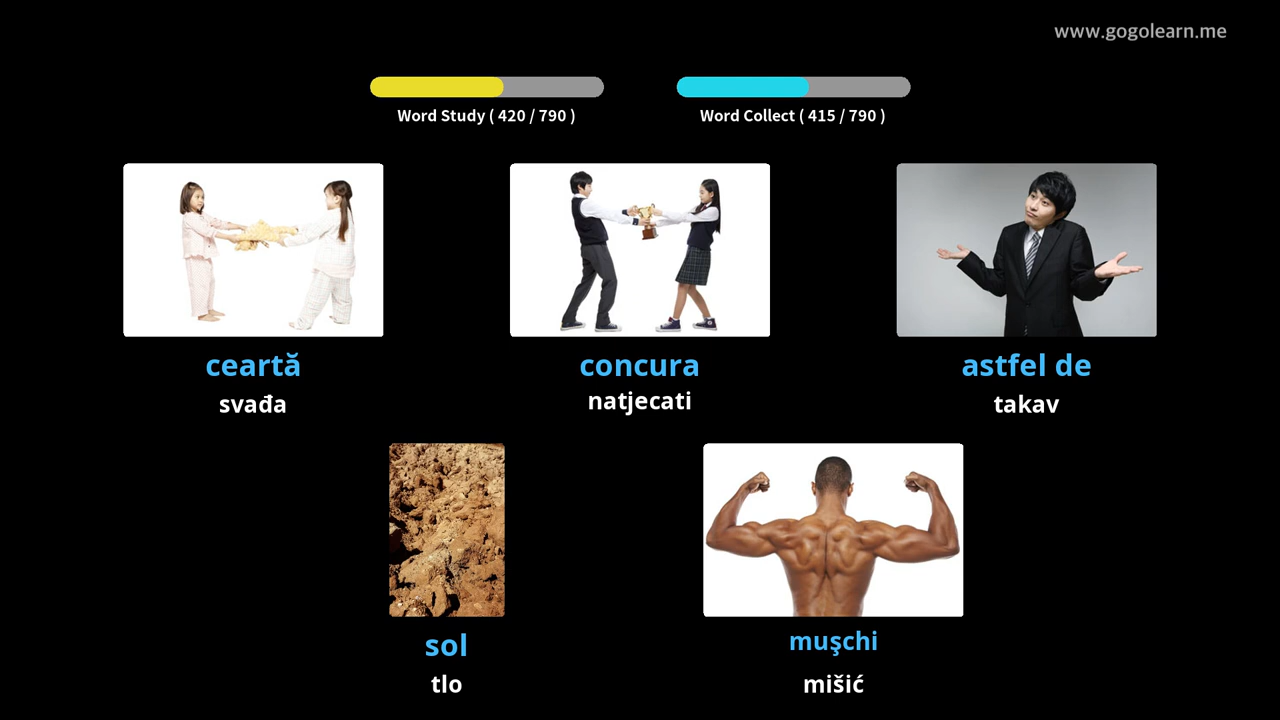 www.gogolearn.me
Word Study ( 420 / 790 )
Word Collect ( 415 / 790 )
ceartă
svađa
concura
natjecati
astfel de
takav
sol
tlo
muşchi
mišić